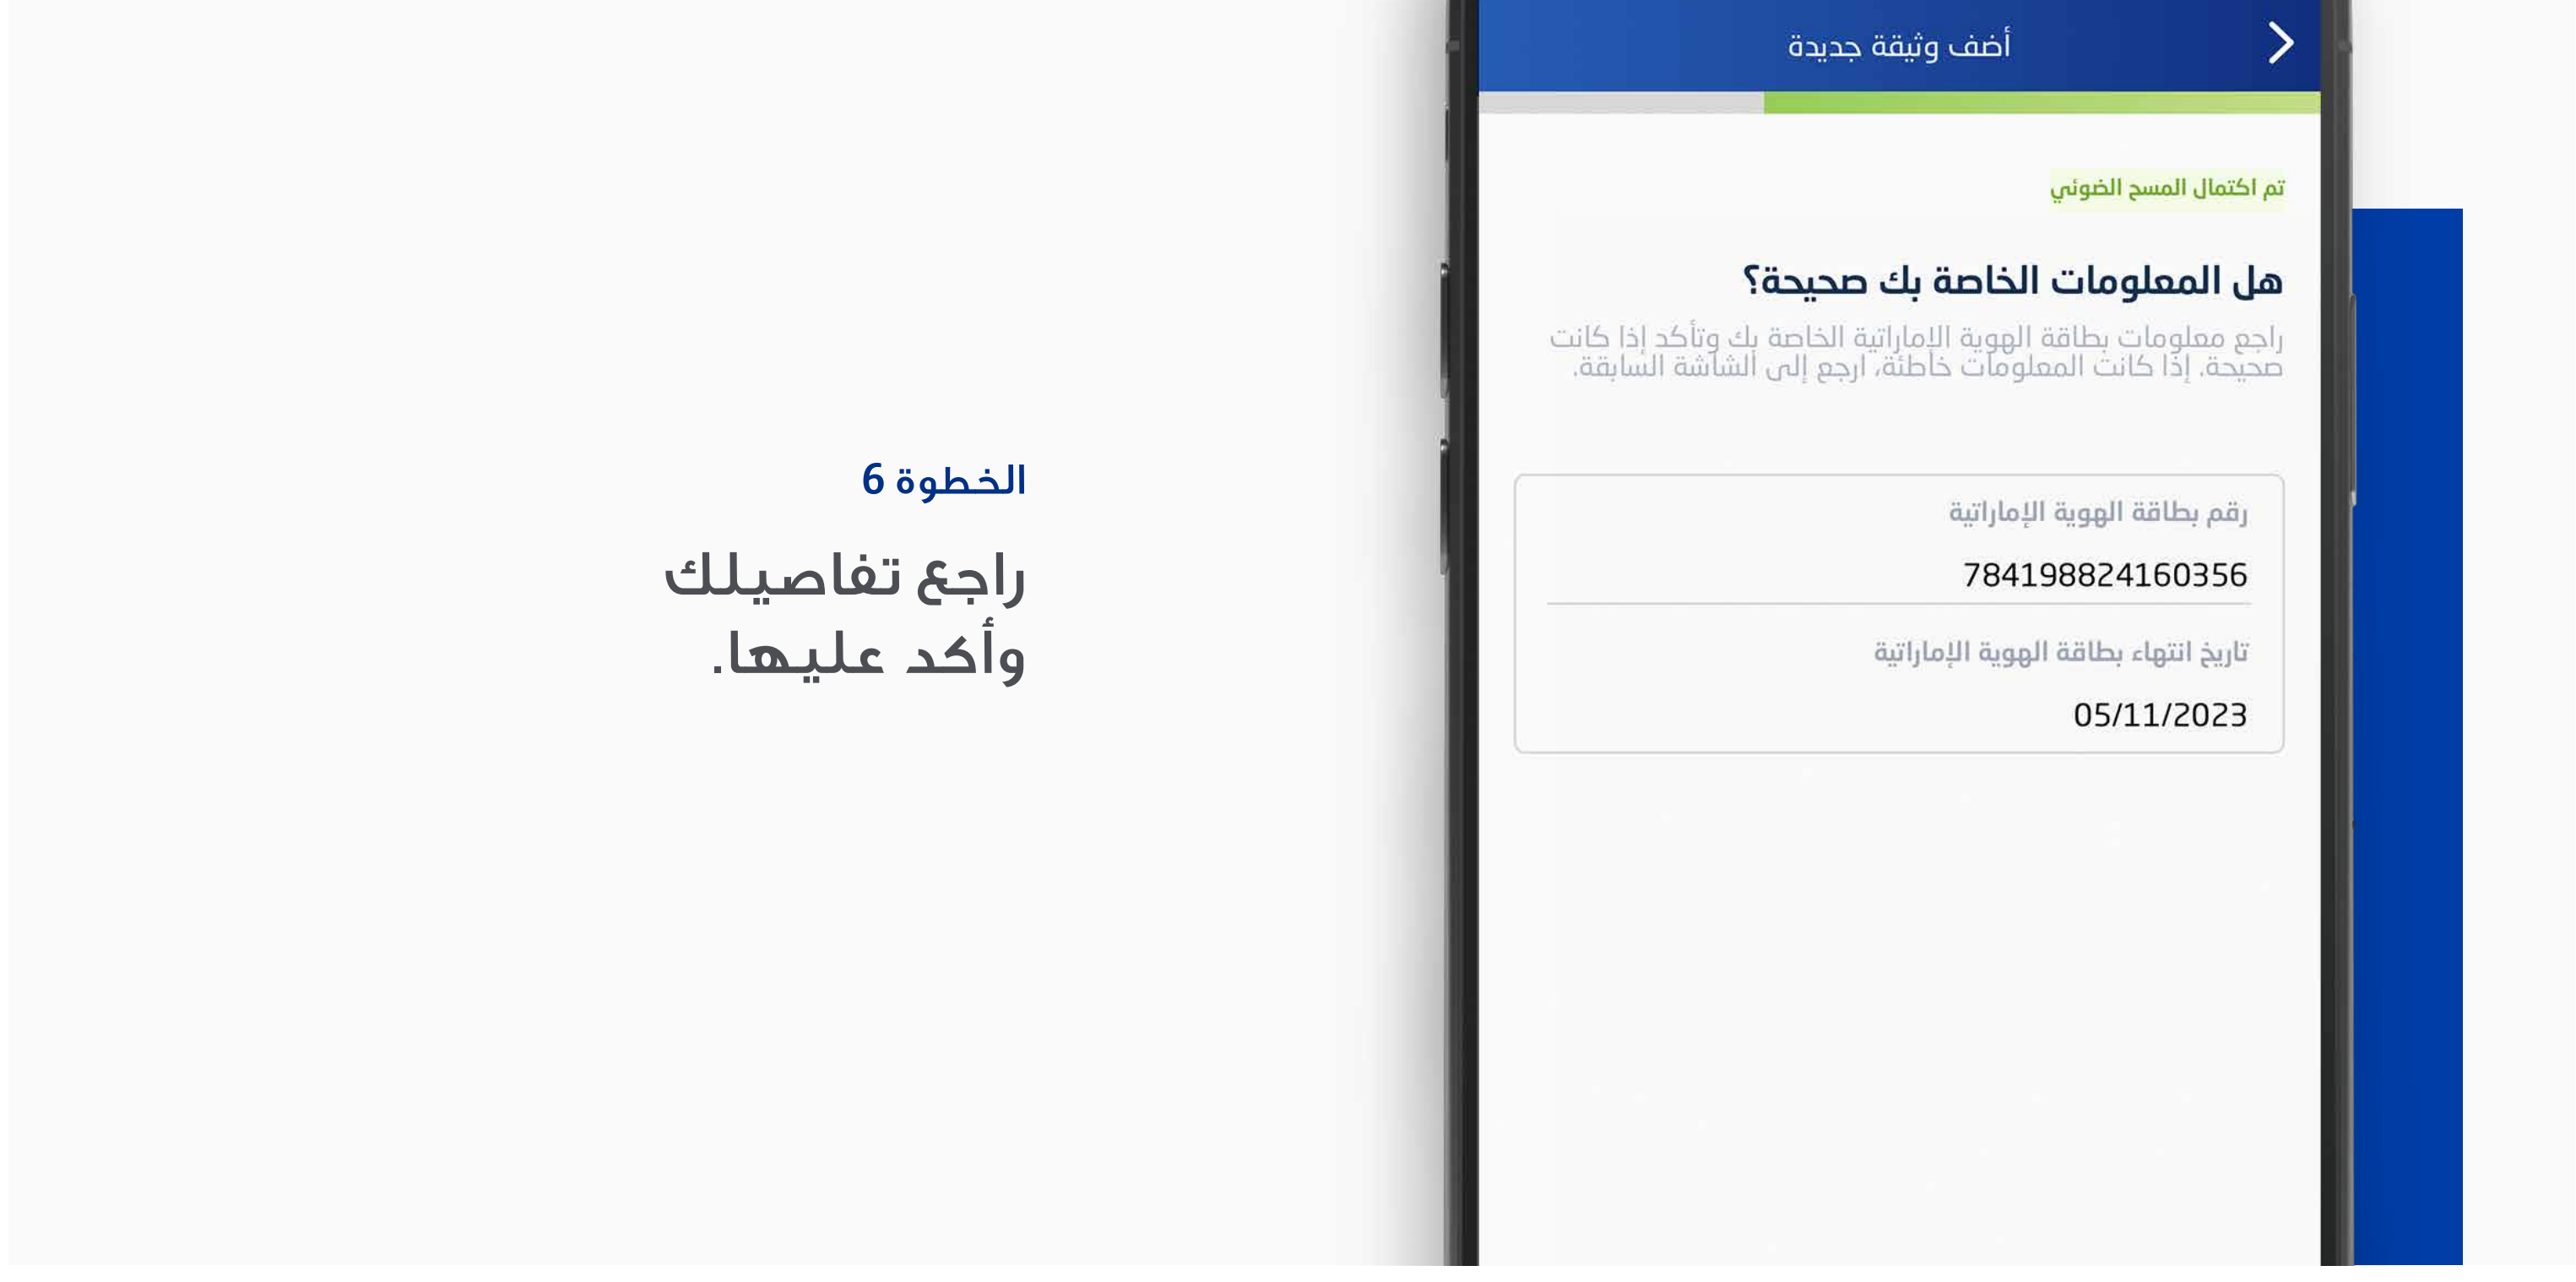 أضف وثيقة جديدة
تم اكتمال المسح الضوئي
هل المعلومات الخاصة بك صحيحة؟
راجع معلومات بطاقة الهوية الإماراتية الخاصة بك وتأكد إذا كانت
صحيحة. إذا كانت المعلومات خاطئة، ارجع إلى الشاشة السابقة.
رقم بطاقة الهوية الإماراتية
784198824160356
تاريخ انتهاء بطاقة الهوية الإماراتية
05/11/2023
الخطوة 6
راجع تفاصيلك
وأكد عليها.